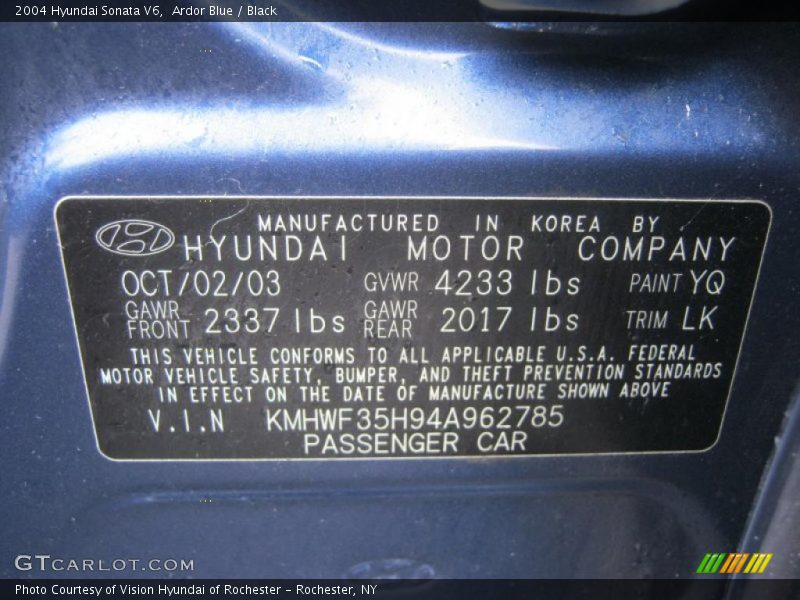 2004 Hyundai Sonata V6,  Ardor Blue / Black
MANUFACTURED IN KOREA BY
HYUNDAI MOTOR COMPANY
OCT/02/03 GVWR 4233 lbs PAINT YQ
GAWR FRONT 2337 lbs GAWR REAR 2017 lbs TRIM LK
THIS VEHICLE CONFORMS TO ALL APPLICABLE U.S.A. FEDERAL
MOTOR VEHICLE SAFETY, BUMPER, AND THEFT PREVENTION STANDARDS
IN EFFECT ON THE DATE OF MANUFACTURE SHOWN ABOVE
V.I.N KMHWF35H94A962785
PASSENGER CAR
GTCARLOT.COM
Photo Courtesy of Vision Hyundai of Rochester – Rochester, NY